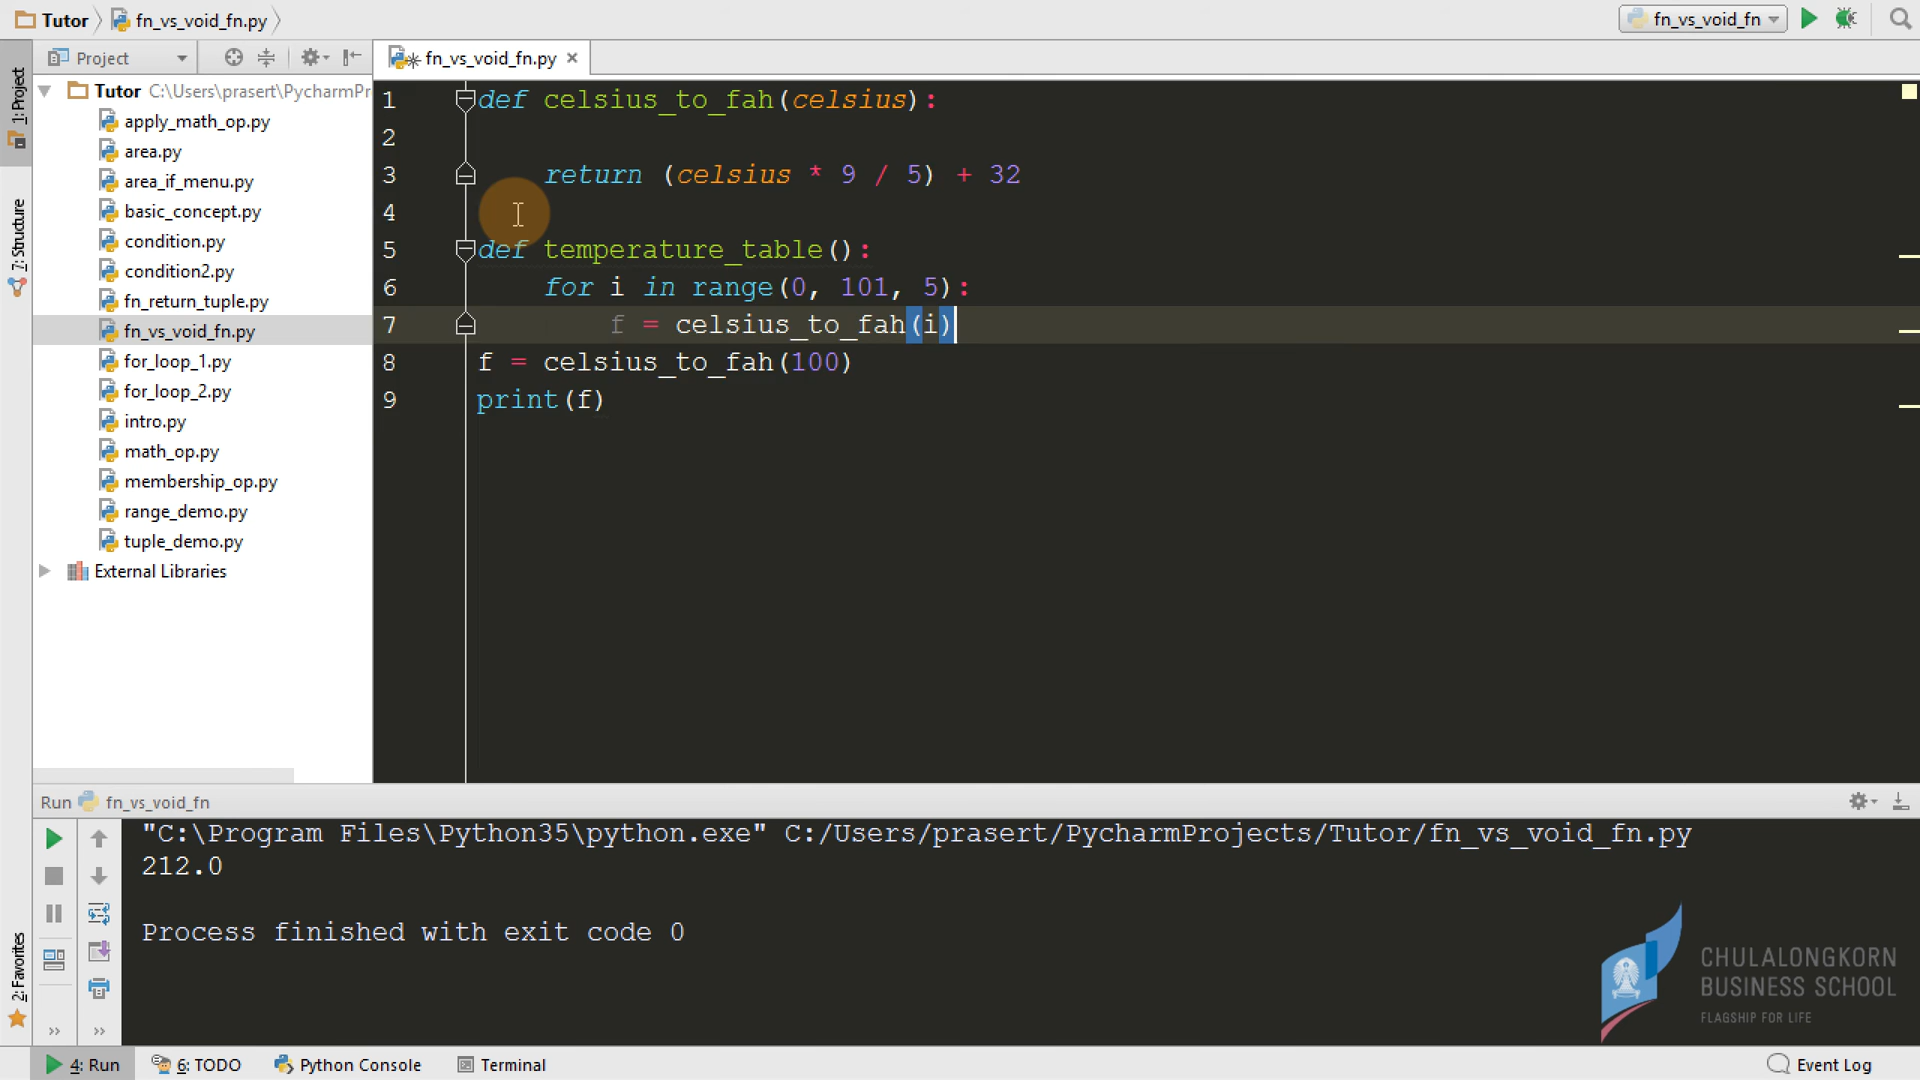 Tutor fn_vs_void_fn.py fn_vs_void_fn
Project fn_vs_void_fn.py
1: Project
7: Structure
2: Favorites
Tutor C:\Users\prasert\PycharmPr
apply_math_op.py
area.py
area_if_menu.py
basic_concept.py
condition.py
condition2.py
fn_return_tuple.py
fn_vs_void_fn.py
for_loop_1.py
for_loop_2.py
intro.py
math_op.py
membership_op.py
range_demo.py
tuple_demo.py
External Libraries
1 def celsius_to_fah(celsius):
2
3 return (celsius * 9 / 5) + 32
4
5 def temperature_table():
6 for i in range(0, 101, 5):
7 f = celsius_to_fah(i)
8 f = celsius_to_fah(100)
9 print(f)
Run fn_vs_void_fn
"C:\Program Files\Python35\python.exe" C:/Users/prasert/PycharmProjects/Tutor/fn_vs_void_fn.py
212.0
Process finished with exit code 0
CHULALONGKORN
BUSINESS SCHOOL
FLAGSHIP FOR LIFE
4: Run 6: TODO Python Console Terminal Event Log